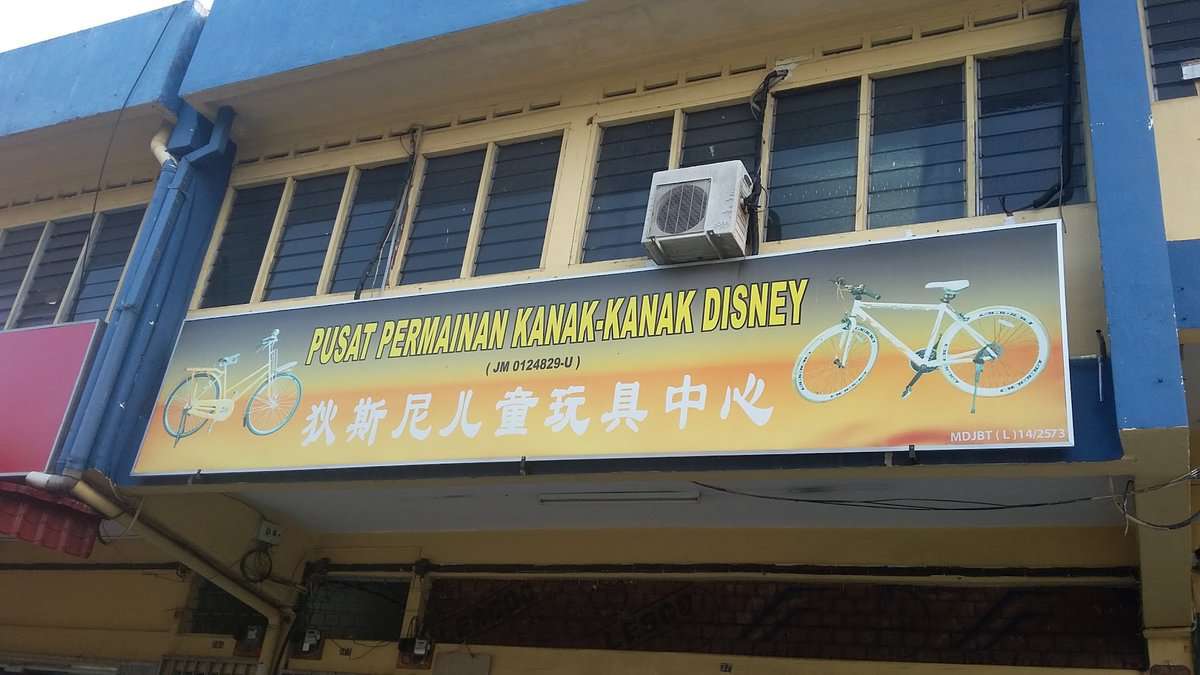 PUSAT PERMAINAN KANAK-KANAK DISNEY
( JM 0124829-U )
狄斯尼儿童玩具中心
MDJBT ( L ) 14/2573
37